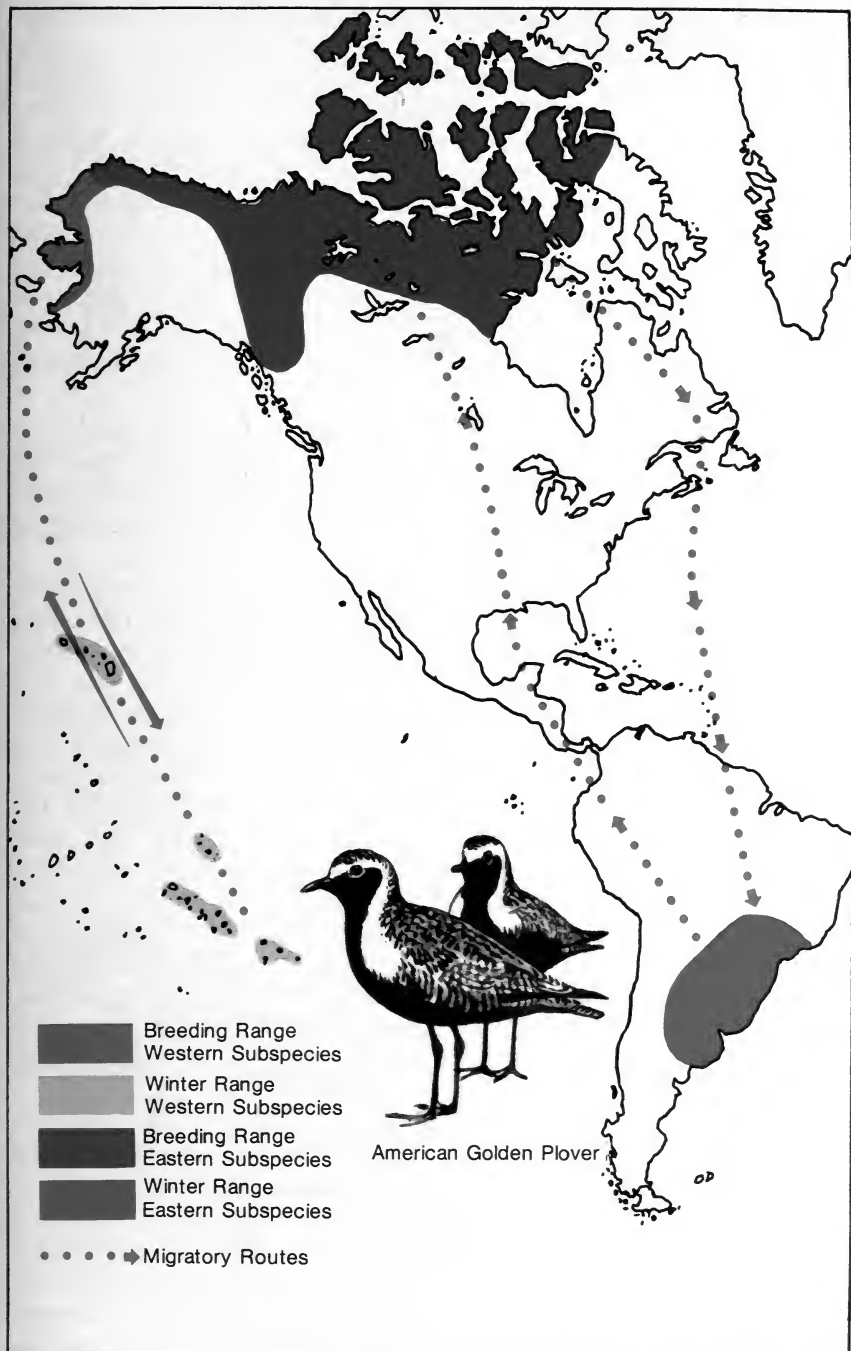 Breeding Range
Western Subspecies
Winter Range
Western Subspecies
Breeding Range
Eastern Subspecies
Winter Range
Eastern Subspecies
Migratory Routes
American Golden Plover